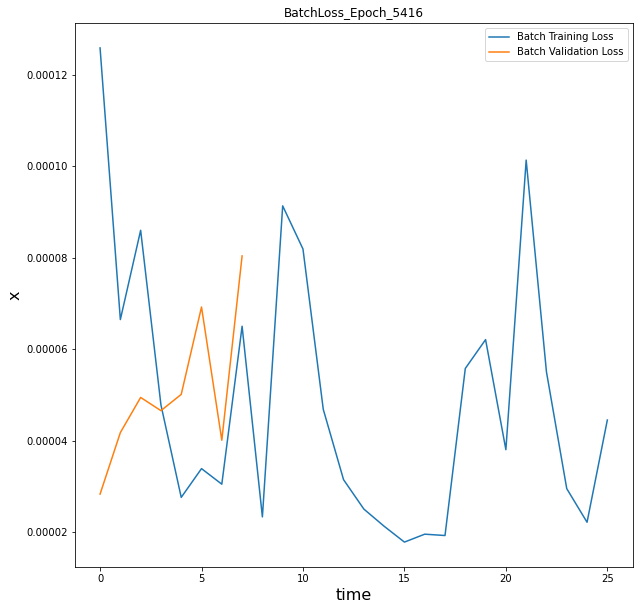 BatchLoss_Epoch_5416
Batch Training Loss
Batch Validation Loss
0.00012
0.00010
0.00008
0.00006
0.00004
0.00002
x
0 5 10 15 20 25
time